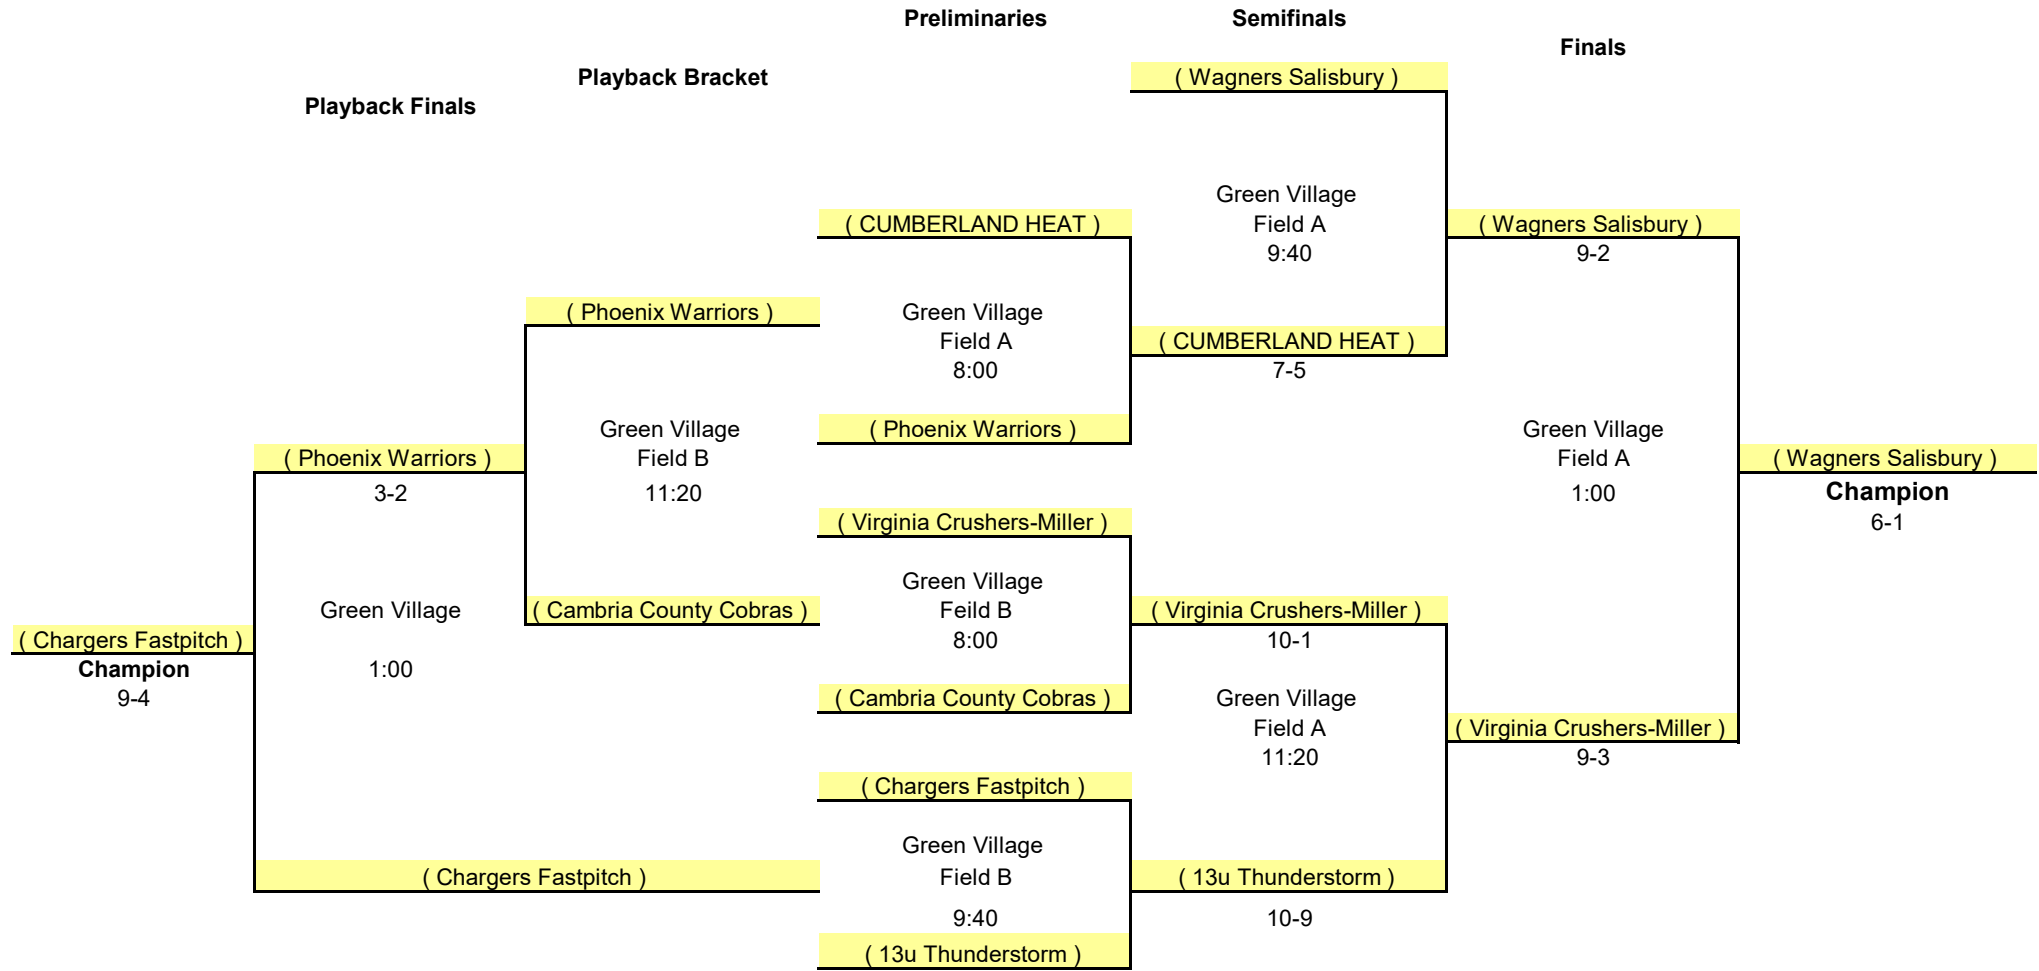 Preliminaries
Semifinals
Finals
Playback Bracket
( Wagners Salisbury )
Playback Finals
Green Village
( CUMBERLAND HEAT )
Field A
( Wagners Salisbury )
9:40
9-2
( Phoenix Warriors )
Green Village
Field A
( CUMBERLAND HEAT )
8:00
7-5
Green Village
( Phoenix Warriors )
Green Village
( Phoenix Warriors )
Field B
Field A
( Wagners Salisbury )
3-2
11:20
1:00
Champion
( Virginia Crushers-Miller )
6-1
Green Village
Green Village
( Cambria County Cobras )
Feild B
( Virginia Crushers-Miller )
( Chargers Fastpitch )
8:00
10-1
Champion
1:00
9-4
( Cambria County Cobras )
Green Village
Field A
( Virginia Crushers-Miller )
11:20
9-3
( Chargers Fastpitch )
Green Village
( Chargers Fastpitch )
Field B
( 13u Thunderstorm )
9:40
10-9
( 13u Thunderstorm )